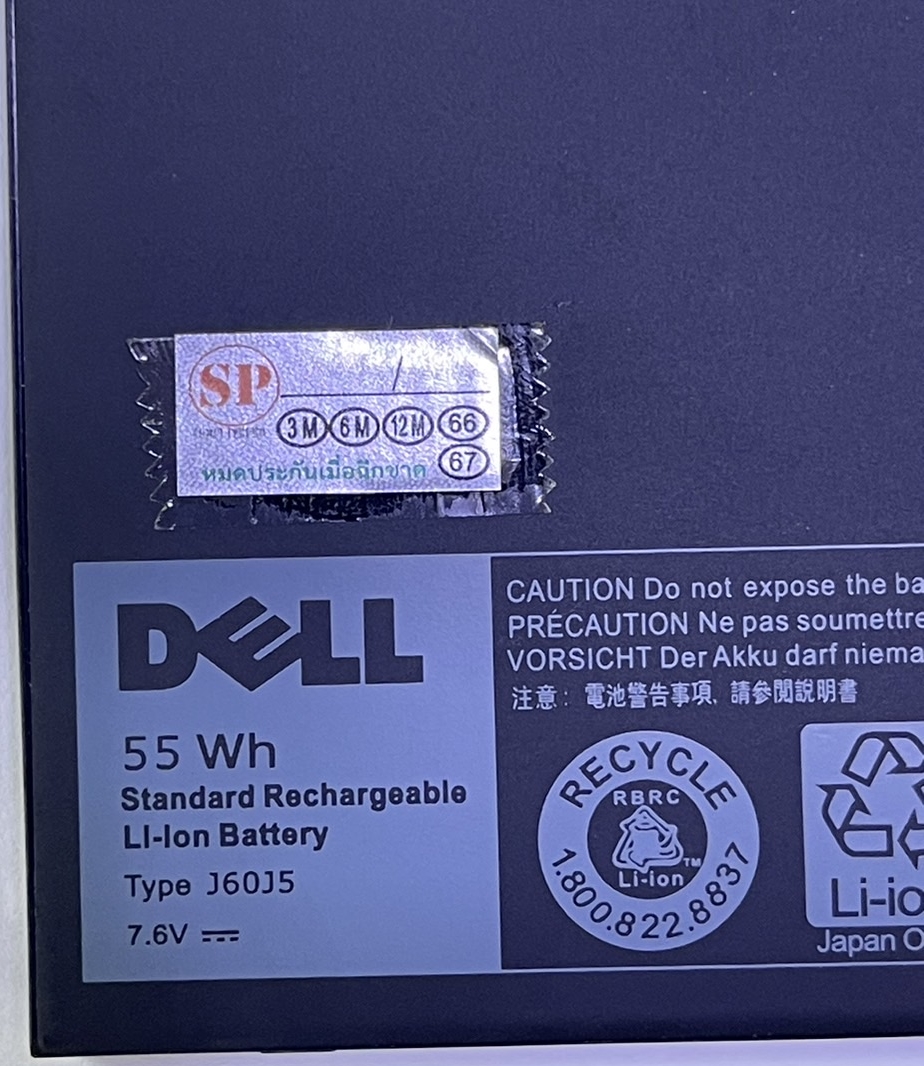 SP
/
3M 6M 12M 66
67
หมดประกันเมื่อฉีกขาด
DELL
55 Wh
Standard Rechargeable
LI-Ion Battery
Type J60J5
7.6V
CAUTION Do not expose the ba
PRÉCAUTION Ne pas soumettre
VORSICHT Der Akku darf niema
注意：電池警告事項, 請參閱說明書
RECYCLE
RBRC
TM
Li-ion
1.800.822.8837
Li-io
Japan O